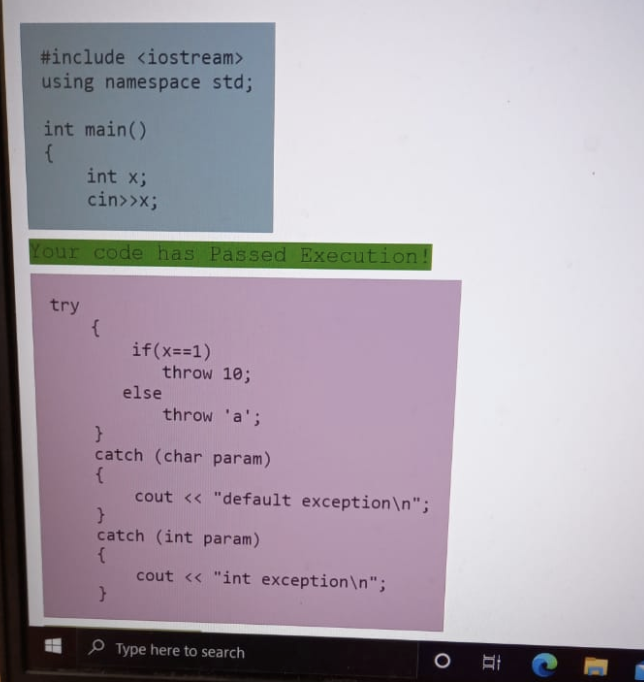 #include <iostream>
using namespace std;
int main()
{
int x;
cin>>x;
Your code has Passed Execution!
try
{
if(x==1)
throw 10;
else
throw 'a';
}
catch (char param)
{
cout << "default exception\n";
}
catch (int param)
{
cout << "int exception\n";
}
Type here to search